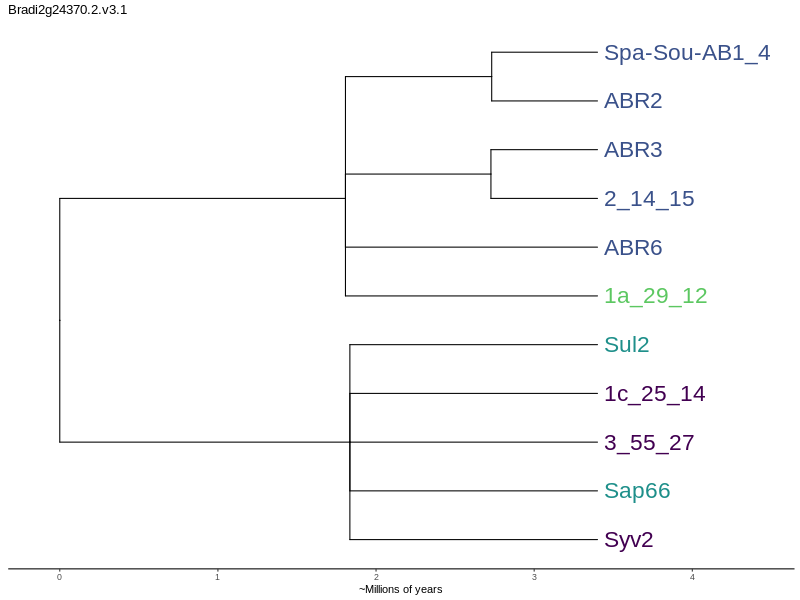 Bradi2g24370.2.v3.1
Spa-Sou-AB1_4
ABR2
ABR3
2_14_15
ABR6
1a_29_12
Sul2
1c_25_14
3_55_27
Sap66
Syv2
0 1 2 3 4
~Millions of years